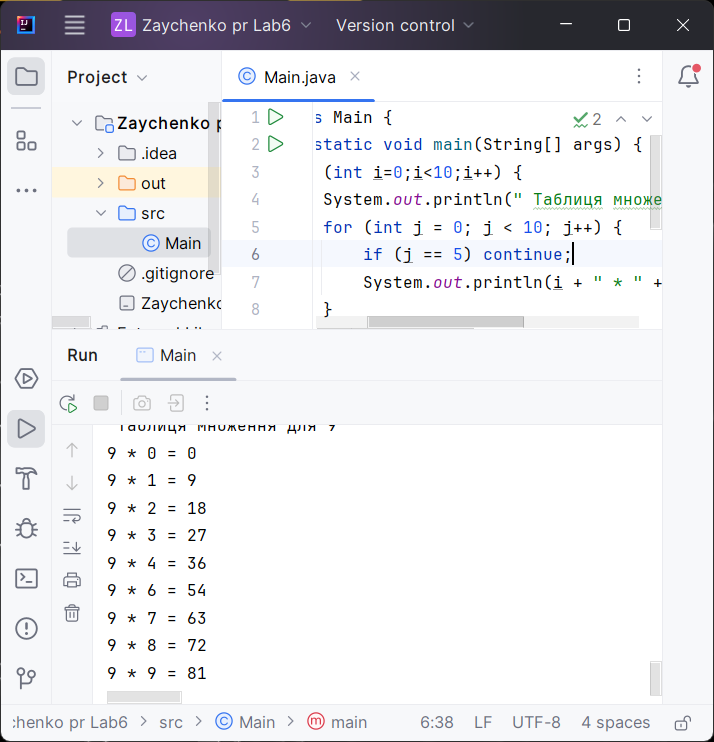 ZL Zaychenko pr Lab6 Version control
Project
Main.java
Zaychenko p
.idea
out
src
Main
.gitignore
Zaychenko
2
1 s Main {
2 static void main(String[] args) {
3 (int i=0;i<10;i++) {
4 System.out.println(" Таблиця множе
5 for (int j = 0; j < 10; j++) {
6 if (j == 5) continue;
7 System.out.println(i + " * " +
8 }
Run Main
Таблиця множення для 9
9 * 0 = 0
9 * 1 = 9
9 * 2 = 18
9 * 3 = 27
9 * 4 = 36
9 * 6 = 54
9 * 7 = 63
9 * 8 = 72
9 * 9 = 81
chenko pr Lab6 > src > Main > main 6:38 LF UTF-8 4 spaces